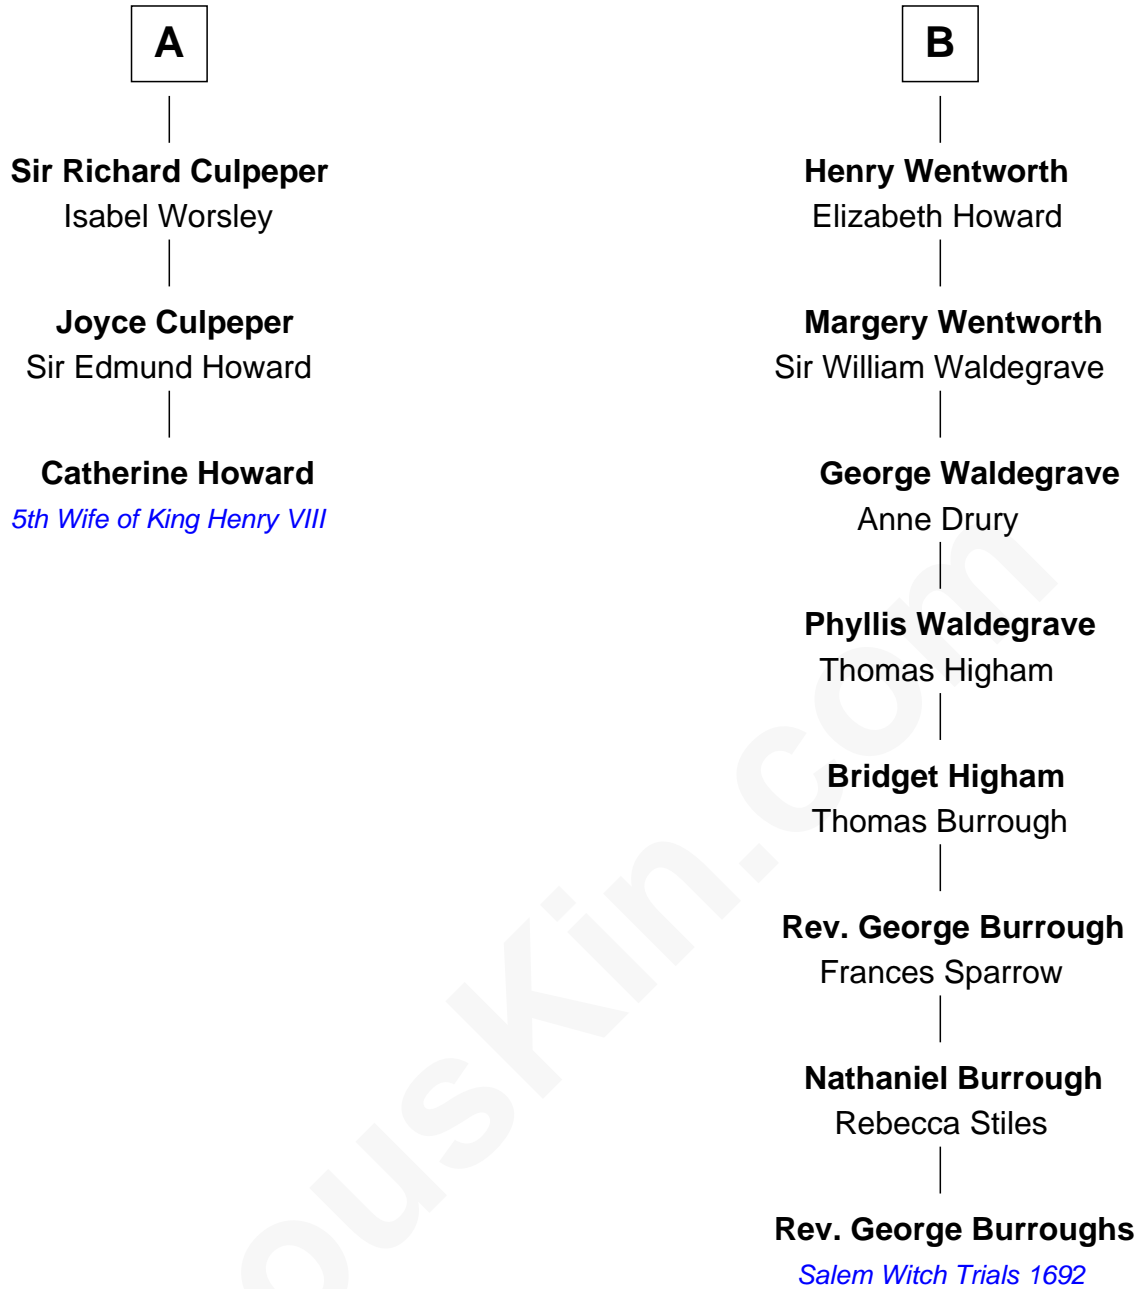 A
Sir Richard Culpeper
Isabel Worsley
Joyce Culpeper
Sir Edmund Howard
Catherine Howard
5th Wife of King Henry VIII
B
Henry Wentworth
Elizabeth Howard
Margery Wentworth
Sir William Waldegrave
George Waldegrave
Anne Drury
Phyllis Waldegrave
Thomas Higham
Bridget Higham
Thomas Burrough
Rev. George Burrough
Frances Sparrow
Nathaniel Burrough
Rebecca Stiles
Rev. George Burroughs
Salem Witch Trials 1692
ousKin.com